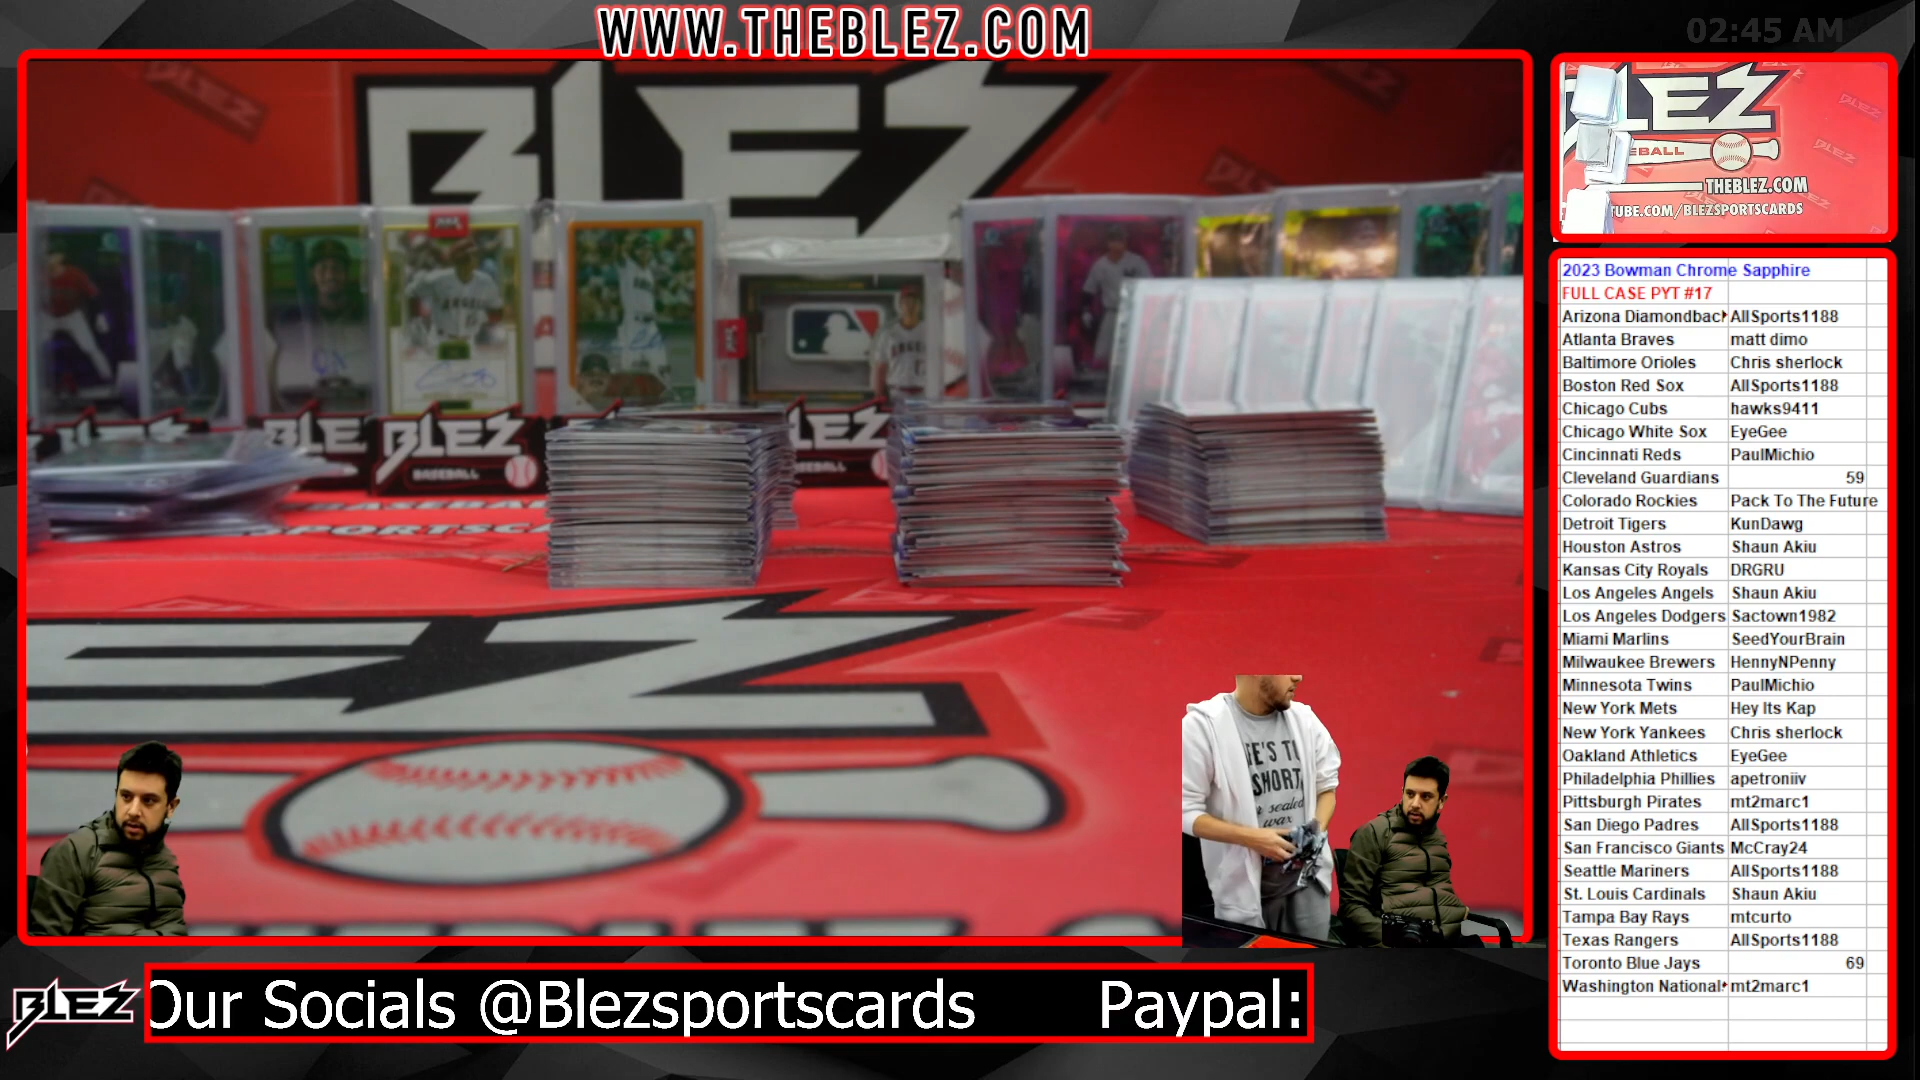 WWW.THEBLEZ.COM
02:45 AM
BLEZ
BLEZ
THEBLEZ.COM
TUBE.COM/BLEZSPORTSCARDS
2023 Bowman Chrome Sapphire
FULL CASE PYT #17
Arizona Diamondbac AllSports1188
Atlanta Braves matt dimo
Baltimore Orioles Chris sherlock
Boston Red Sox AllSports1188
Chicago Cubs hawks9411
Chicago White Sox EyeGee
Cincinnati Reds PaulMichio
Cleveland Guardians 59
Colorado Rockies Pack To The Future
Detroit Tigers KunDawg
Houston Astros Shaun Akiu
Kansas City Royals DRGRU
Los Angeles Angels Shaun Akiu
Los Angeles Dodgers Sactown1982
Miami Marlins SeedYourBrain
Milwaukee Brewers HennyNPenny
Minnesota Twins PaulMichio
New York Mets Hey Its Kap
New York Yankees Chris sherlock
Oakland Athletics EyeGee
Philadelphia Phillies apetroniiv
Pittsburgh Pirates mt2marc1
San Diego Padres AllSports1188
San Francisco Giants McCray24
Seattle Mariners AllSports1188
St. Louis Cardinals Shaun Akiu
Tampa Bay Rays mtcurto
Texas Rangers AllSports1188
Toronto Blue Jays 69
Washington National mt2marc1
BLEZ
BASEBALL
BLEZ
Our Socials @Blezsportscards Paypal: